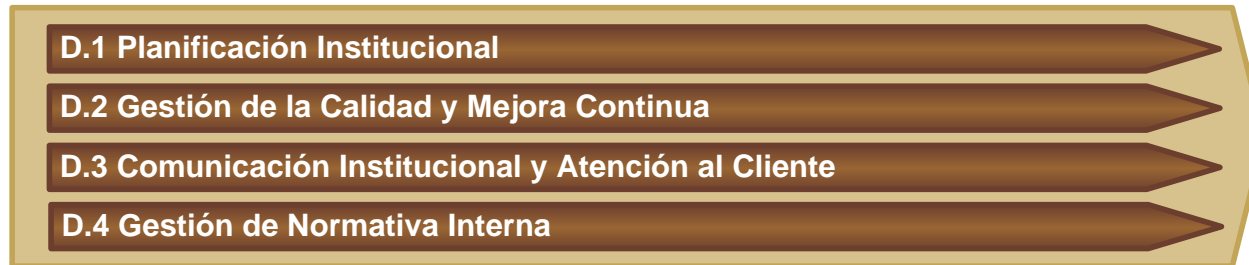 D.1 Planificación Institucional
D.2 Gestión de la Calidad y Mejora Continua
D.3 Comunicación Institucional y Atención al Cliente
D.4 Gestión de Normativa Interna